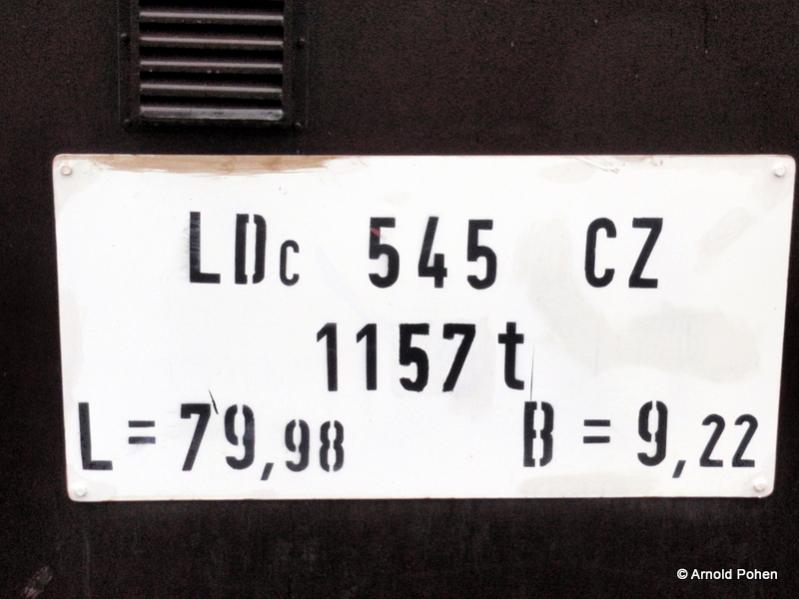 LDc 545 CZ
1157 t
L = 79,98 B = 9,22
© Arnold Pohen